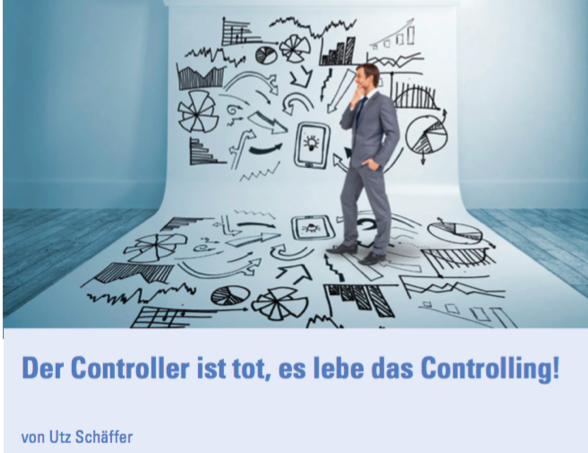 Der Controller ist tot, es lebe das Controlling!
von Utz Schäffer